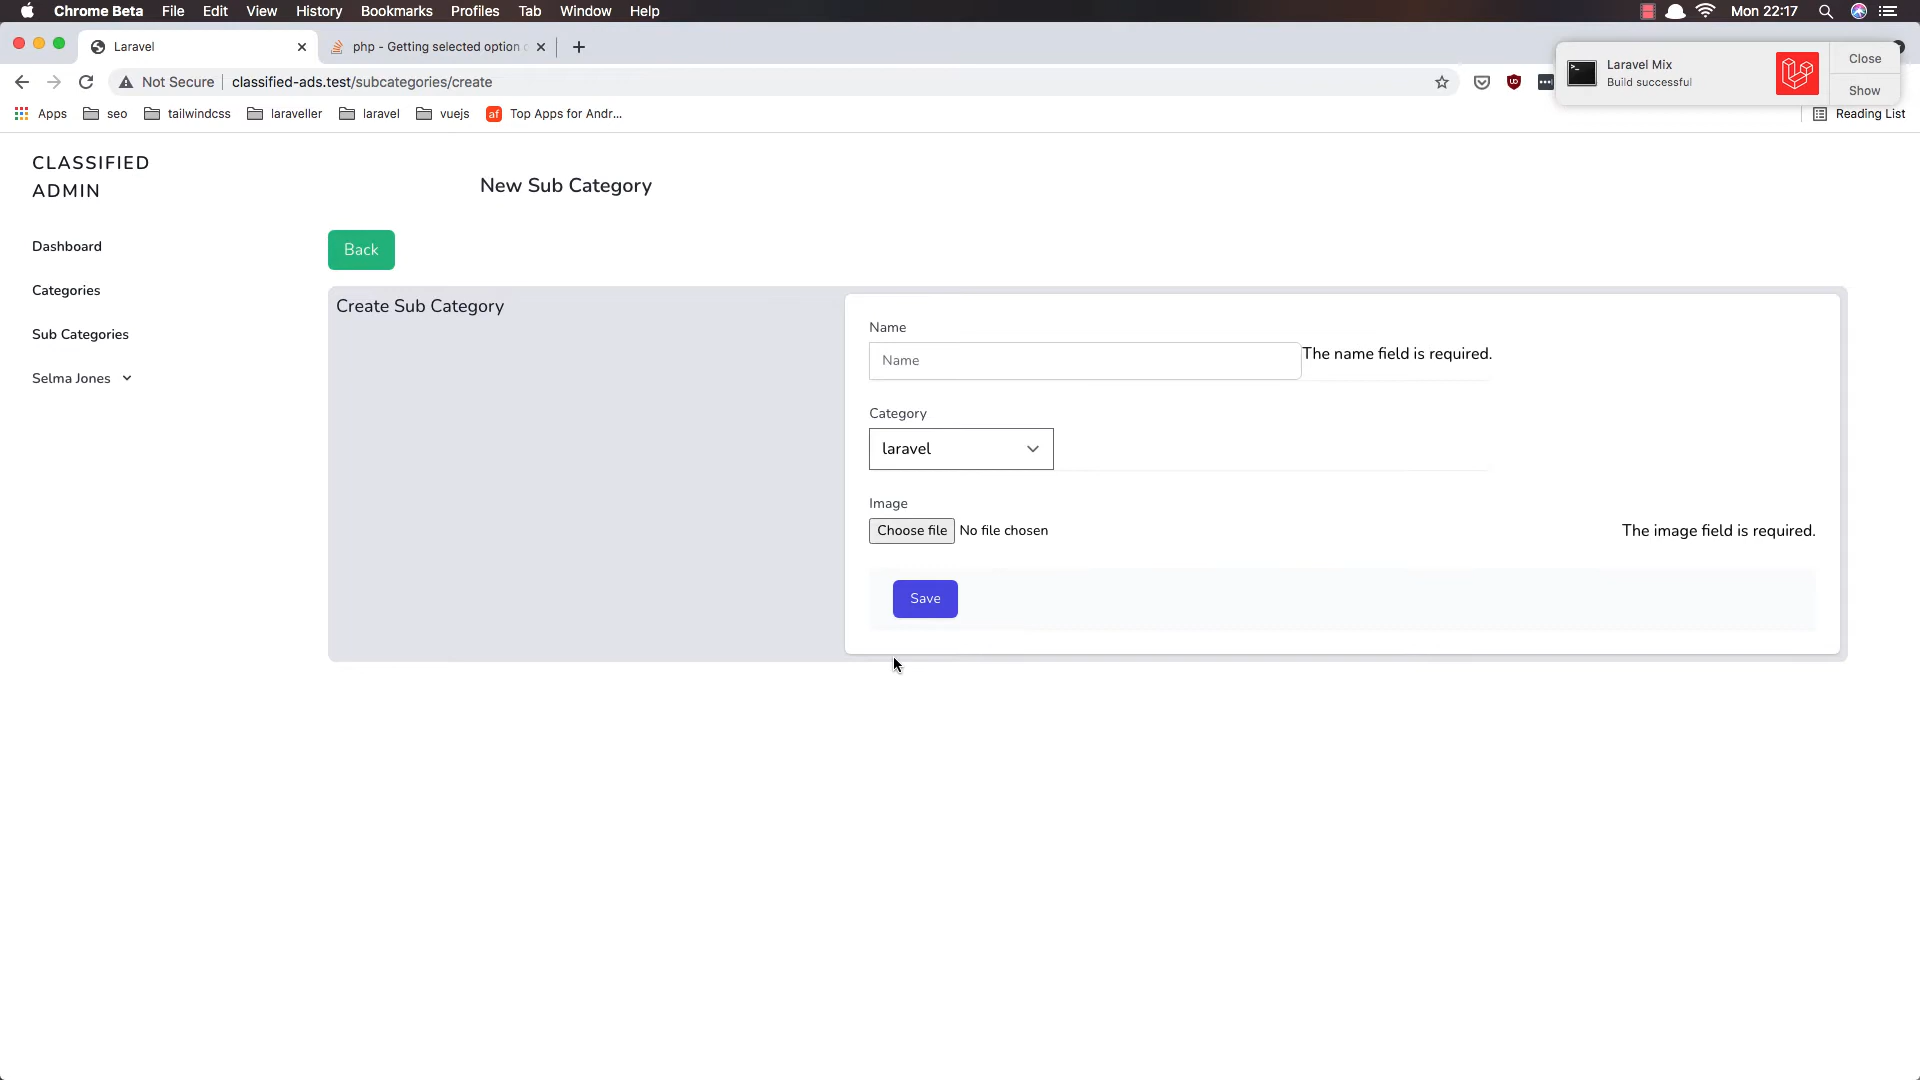 Chrome Beta File Edit View History Bookmarks Profiles Tab Window Help Mon 22:17
Laravel php - Getting selected option
Not Secure classified-ads.test/subcategories/create
Laravel Mix
Build successful
Close
Show
Apps seo tailwindcss laraveller laravel vuejs af Top Apps for Andr... Reading List
CLASSIFIED
ADMIN
New Sub Category
Dashboard
Back
Categories
Create Sub Category
Sub Categories
Selma Jones
Name
Name The name field is required.
Category
laravel
Image
Choose file No file chosen The image field is required.
Save